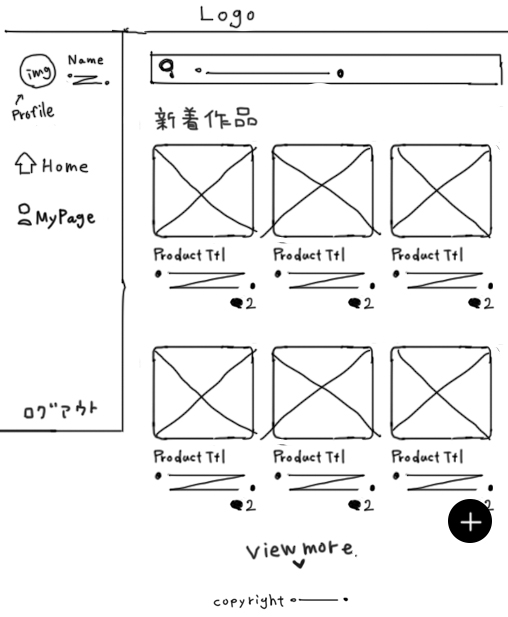 Logo
img
Name
Profile
Home
MyPage
ログアウト
新着作品
Product Ttl
Product Ttl
Product Ttl
2
2
2
Product Ttl
Product Ttl
Product Ttl
2
2
2
+
View more.
copyright